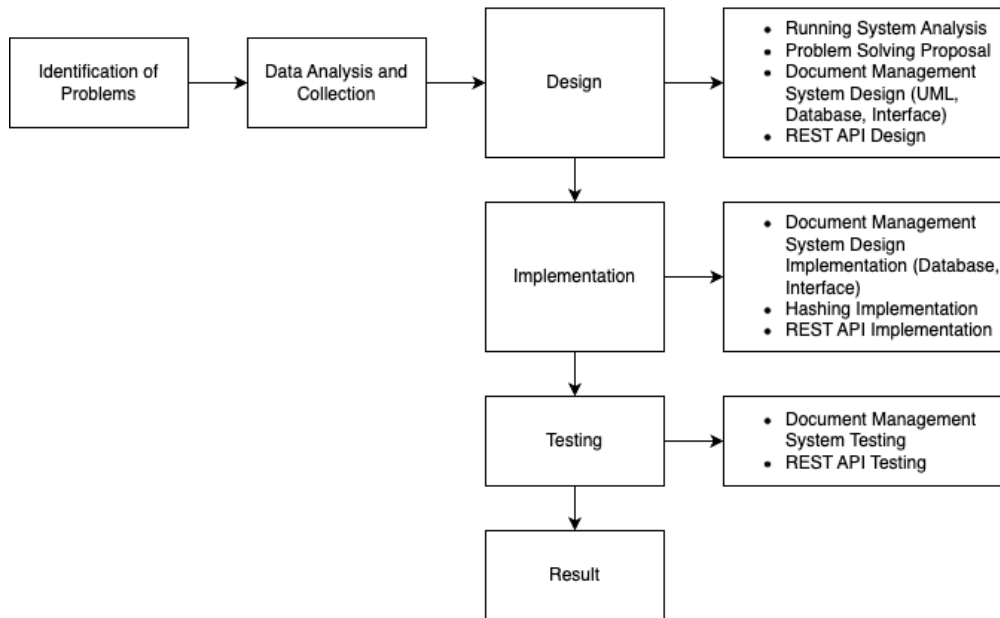 Identification of
Problems
Data Analysis and
Collection
Design
• Running System Analysis
• Problem Solving Proposal
• Document Management
System Design (UML,
Database, Interface)
• REST API Design
Implementation
• Document Management
System Design
Implementation (Database,
Interface)
• Hashing Implementation
• REST API Implementation
Testing
• Document Management
System Testing
• REST API Testing
Result